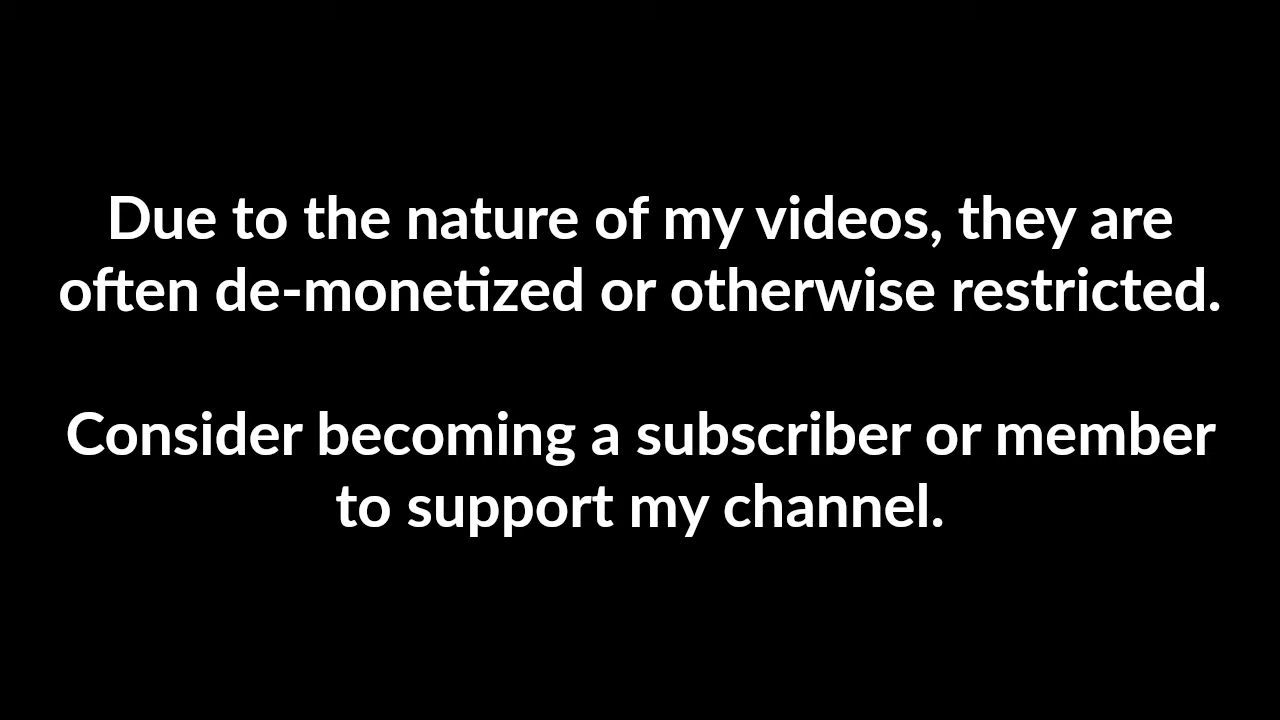 Due to the nature of my videos, they are
often de-monetized or otherwise restricted.
Consider becoming a subscriber or member
to support my channel.